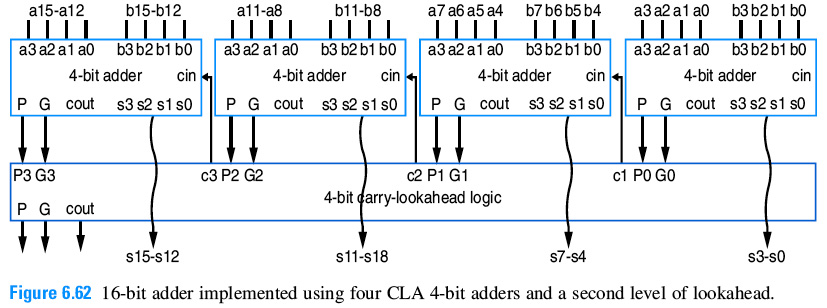 a15-a12 b15-b12 a11-a8 b11-b8 a7 a6 a5 a4 b7 b6 b5 b4 a3 a2 a1 a0 b3 b2 b1 b0
a3 a2 a1 a0 b3 b2 b1 b0 a3 a2 a1 a0 b3 b2 b1 b0 a3 a2 a1 a0 b3 b2 b1 b0 a3 a2 a1 a0 b3 b2 b1 b0
4-bit adder cin 4-bit adder cin 4-bit adder cin 4-bit adder cin
P G cout s3 s2 s1 s0 P G cout s3 s2 s1 s0 P G cout s3 s2 s1 s0 P G cout s3 s2 s1 s0
P3 G3 c3 P2 G2 c2 P1 G1 c1 P0 G0
4-bit carry-lookahead logic
P G cout
s15-s12 s11-s18 s7-s4 s3-s0
Figure 6.62 16-bit adder implemented using four CLA 4-bit adders and a second level of lookahead.